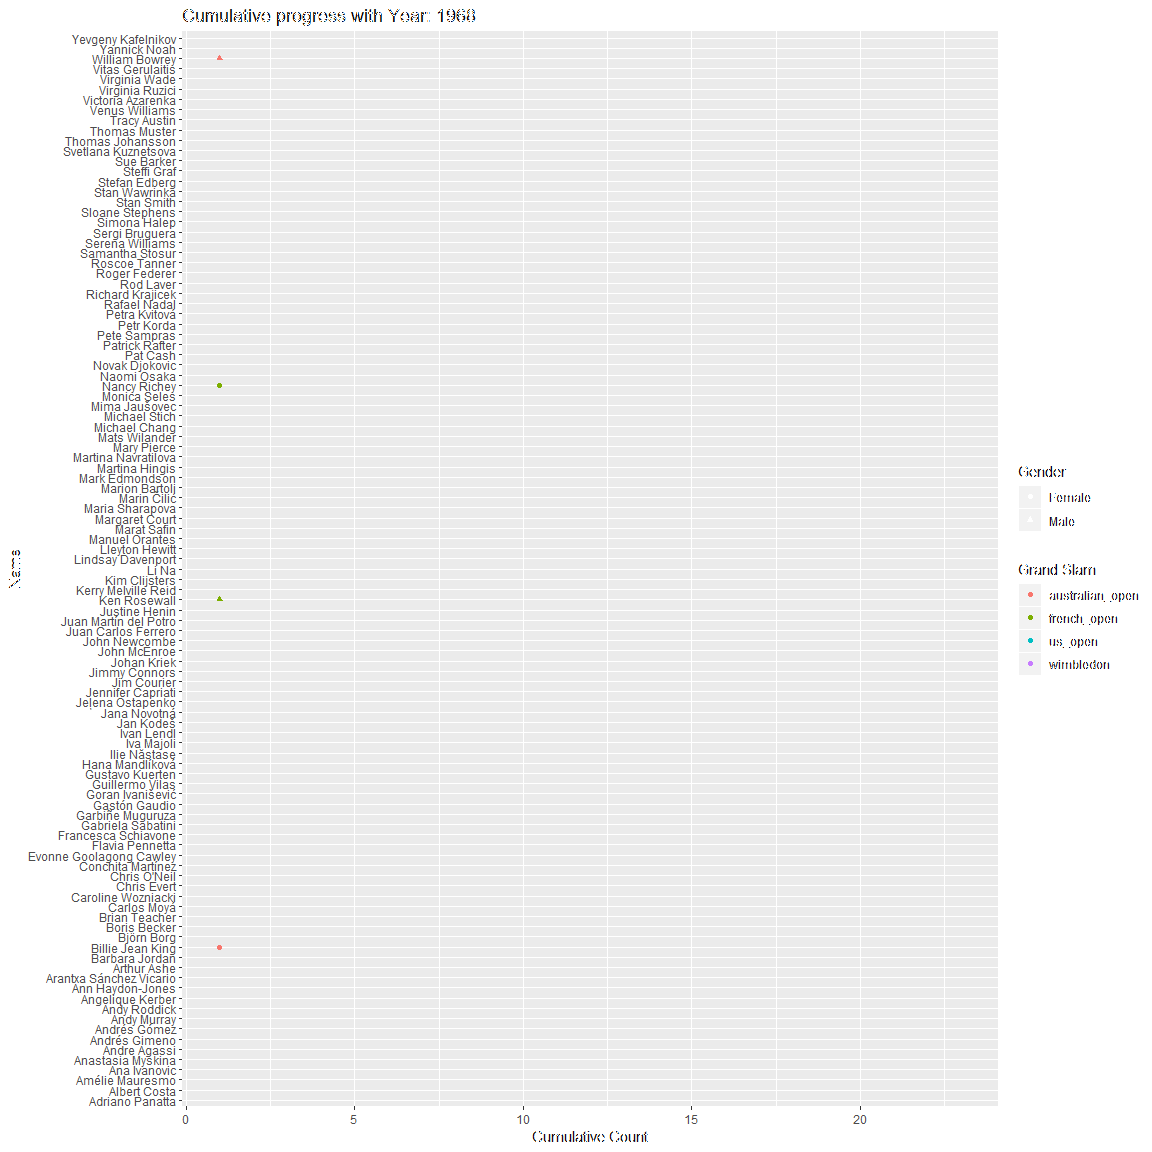 Cumulative progress with Year: 1968
Yevgeny Kafelnikov
Yannick Noah
William Bowrey
Vitas Gerulaitis
Virginia Wade
Virginia Ruzici
Victoria Azarenka
Venus Williams
Tracy Austin
Thomas Muster
Thomas Johansson
Svetlana Kuznetsova
Sue Barker
Steffi Graf
Stefan Edberg
Stan Wawrinka
Stan Smith
Sloane Stephens
Simona Halep
Sergi Bruguera
Serena Williams
Samantha Stosur
Roscoe Tanner
Roger Federer
Rod Laver
Richard Krajicek
Rafael Nadal
Petra Kvitová
Petr Korda
Pete Sampras
Patrick Rafter
Pat Cash
Novak Djokovic
Naomi Osaka
Nancy Richey
Monica Seles
Mima Jaušovec
Michael Stich
Michael Chang
Mats Wilander
Mary Pierce
Martina Navratilova
Martina Hingis
Mark Edmondson
Marion Bartoli
Marin Čilić
Maria Sharapova
Margaret Court
Marat Safin
Manuel Orantes
Lleyton Hewitt
Lindsay Davenport
Li Na
Kim Clijsters
Kerry Melville Reid
Ken Rosewall
Justine Henin
Juan Martín del Potro
Juan Carlos Ferrero
John Newcombe
John McEnroe
Johan Kriek
Jimmy Connors
Jim Courier
Jennifer Capriati
Jeļena Ostapenko
Jana Novotná
Jan Kodeš
Ivan Lendl
Iva Majoli
Ilie Năstase
Hana Mandlíková
Gustavo Kuerten
Guillermo Vilas
Goran Ivanišević
Gastón Gaudio
Garbiñe Muguruza
Gabriela Sabatini
Francesca Schiavone
Flavia Pennetta
Evonne Goolagong Cawley
Conchita Martínez
Chris O'Neil
Chris Evert
Caroline Wozniacki
Carlos Moyá
Brian Teacher
Boris Becker
Björn Borg
Billie Jean King
Barbara Jordan
Arthur Ashe
Arantxa Sánchez Vicario
Ann Haydon-Jones
Angelique Kerber
Andy Roddick
Andy Murray
Andrés Gómez
Andrés Gimeno
Andre Agassi
Anastasia Myskina
Ana Ivanovic
Amélie Mauresmo
Albert Costa
Adriano Panatta
Name
0 5 10 15 20
Cumulative Count
Gender
Female
Male
Grand Slam
australian_open
french_open
us_open
wimbledon